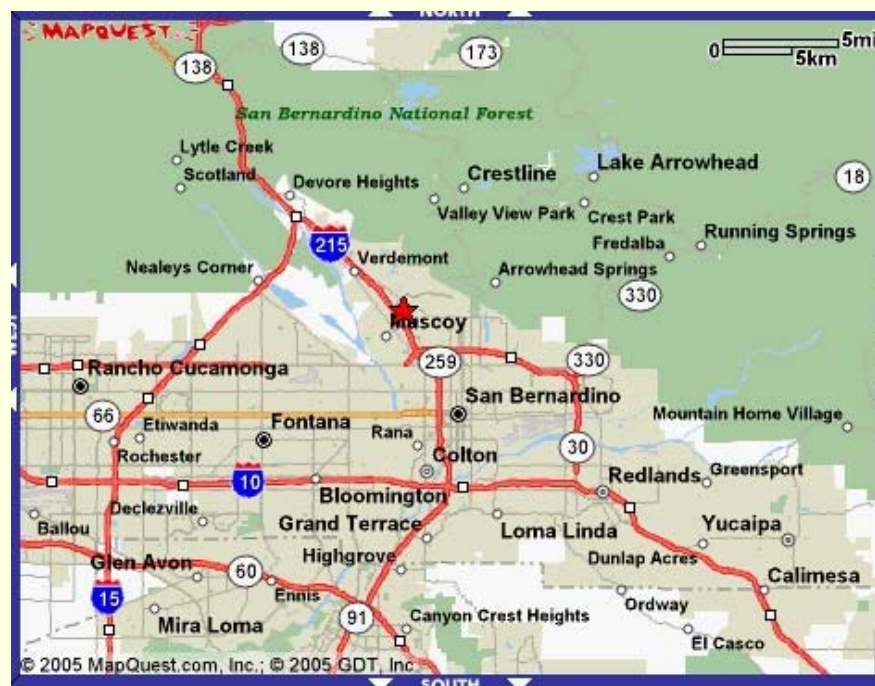 NORTH
MAPQUEST
138
138
173
0 5mi
5km
San Bernardino National Forest
Lytle Creek
Scotland
Devore Heights
Crestline
Lake Arrowhead
18
Valley View Park
Crest Park
Fredalba
Running Springs
215
Verdemont
Nealeys Corner
Arrowhead Springs
330
WEST
Muscoy
259
330
Rancho Cucamonga
San Bernardino
66
Etiwanda
Fontana
Rana
30
Mountain Home Village
Rochester
Colton
10
Redlands
Greensport
Declezville
Bloomington
Ballou
Grand Terrace
Loma Linda
Yucaipa
Highgrove
Dunlap Acres
Glen Avon
60
Ennis
Calimesa
15
91
Ordway
Mira Loma
Canyon Crest Heights
El Casco
© 2005 MapQuest.com, Inc.; © 2005 GDT, Inc
SOUTH